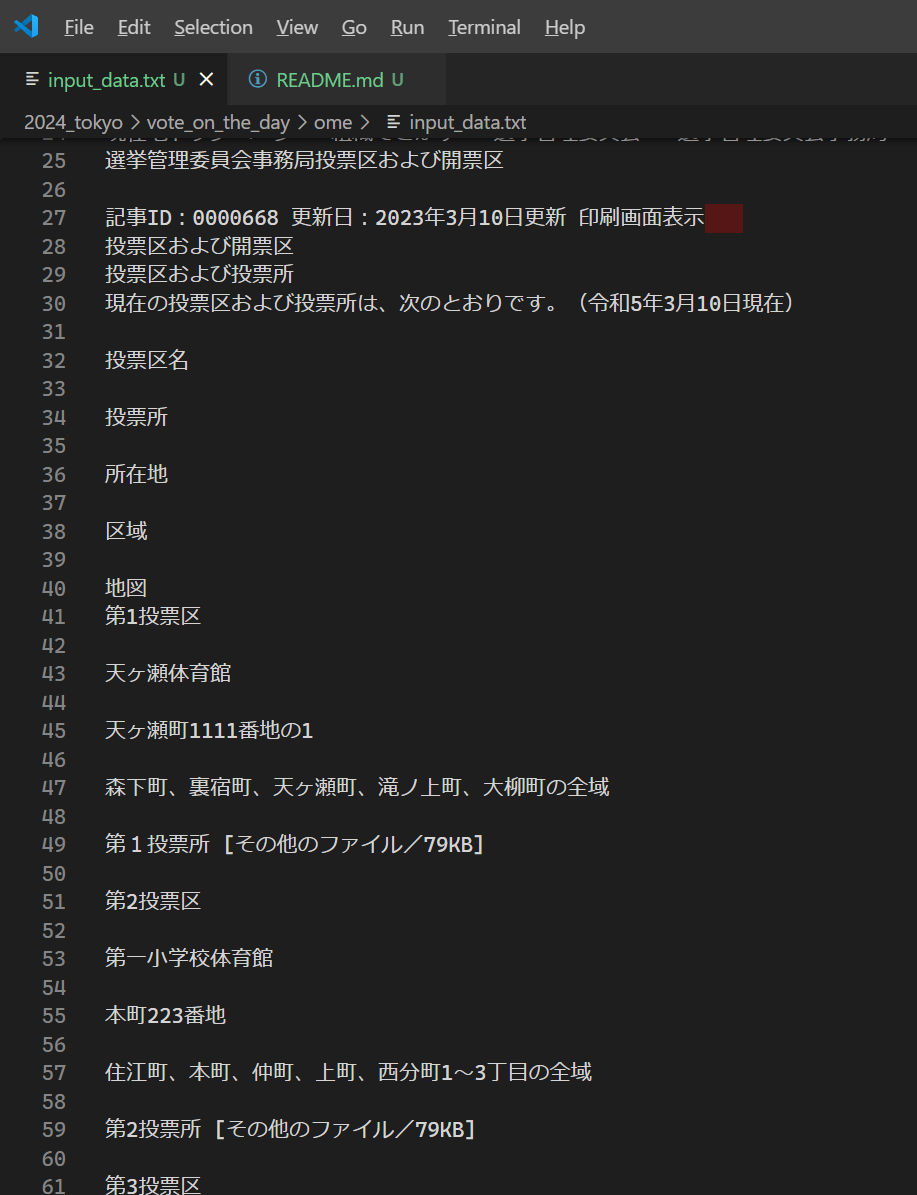 File Edit Selection View Go Run Terminal Help
input_data.txt U × README.md U
2024_tokyo > vote_on_the_day > ome > input_data.txt
25 選挙管理委員会事務局投票区および開票区
26
27 記事ID：0000668 更新日：2023年3月10日更新 印刷画面表示
28 投票区および開票区
29 投票区および投票所
30 現在の投票区および投票所は、次のとおりです。（令和5年3月10日現在）
31
32 投票区名
33
34 投票所
35
36 所在地
37
38 区域
39
40 地図
41 第1投票区
42
43 天ヶ瀬体育館
44
45 天ヶ瀬町1111番地の1
46
47 森下町、裏宿町、天ヶ瀬町、滝ノ上町、大柳町の全域
48
49 第１投票所 [その他のファイル／79KB]
50
51 第2投票区
52
53 第一小学校体育館
54
55 本町223番地
56
57 住江町、本町、仲町、上町、西分町1～3丁目の全域
58
59 第2投票所 [その他のファイル／79KB]
60
61 第3投票区